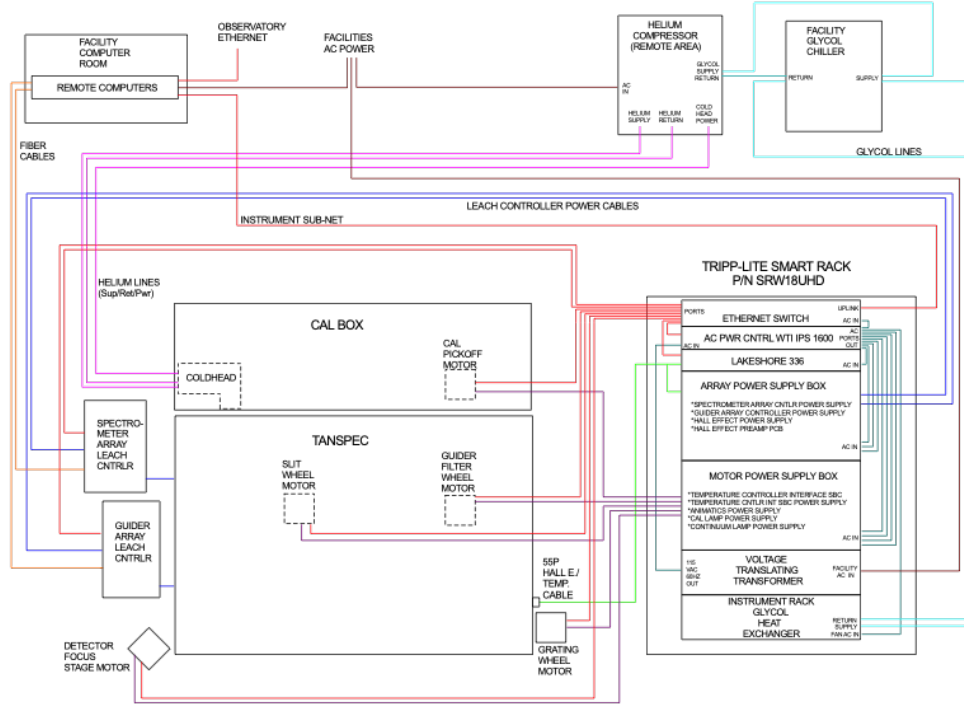 OBSERVATORY
ETHERNET
FACILITY
COMPUTER
ROOM
REMOTE COMPUTERS
FACILITIES
AC POWER
HELIUM
COMPRESSOR
(REMOTE AREA)
GLYCOL
SUPPLY
RETURN
AC
IN
HELIUM
SUPPLY
HELIUM
RETURN
COLD
HEAD
POWER
FACILITY
GLYCOL
CHILLER
RETURN
SUPPLY
FIBER
CABLES
GLYCOL LINES
LEACH CONTROLLER POWER CABLES
INSTRUMENT SUB-NET
HELIUM LINES
(Sup/Ret/Pwr)
TRIPP-LITE SMART RACK
P/N SRW18UHD
CAL BOX
COLDHEAD
CAL
PICKOFF
MOTOR
PORTS
UPLINK
ETHERNET SWITCH
AC IN
AC PWR CNTRL WTI IPS 1600
AC IN
AC
PORTS
OUT
LAKESHORE 336
AC IN
ARRAY POWER SUPPLY BOX
*SPECTROMETER ARRAY CNTLR POWER SUPPLY
*GUIDER ARRAY CONTROLLER POWER SUPPLY
*HALL EFFECT POWER SUPPLY
*HALL EFFECT PREAMP PCB
AC IN
SPECTRO-
METER
ARRAY
LEACH
CNTRLR
TANSPEC
SLIT
WHEEL
MOTOR
GUIDER
FILTER
WHEEL
MOTOR
MOTOR POWER SUPPLY BOX
*TEMPERATURE CONTROLLER INTERFACE SBC
*TEMPERATURE CNTLR INT SBC POWER SUPPLY
*ANIMATICS POWER SUPPLY
*CAL LAMP POWER SUPPLY
*CONTINUUM LAMP POWER SUPPLY
AC IN
GUIDER
ARRAY
LEACH
CNTRLR
55P
HALL E./
TEMP.
CABLE
115
VAC
60HZ
OUT
VOLTAGE
TRANSLATING
TRANSFORMER
FACILITY
AC IN
INSTRUMENT RACK
GLYCOL
HEAT
EXCHANGER
RETURN
SUPPLY
FAN AC IN
DETECTOR
FOCUS
STAGE MOTOR
GRATING
WHEEL
MOTOR